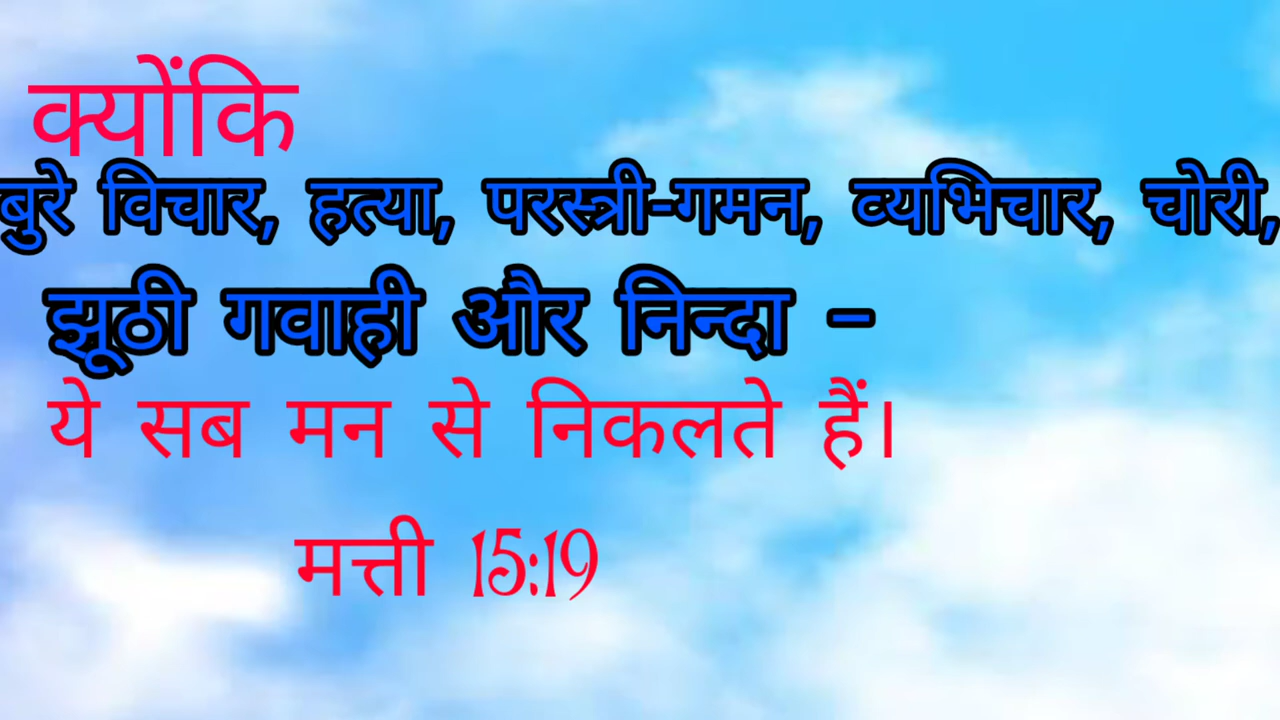 क्योंकि
बुरे विचार, हत्या, परस्त्री-गमन, व्यभिचार, चोरी,
झूठी गवाही और निन्दा –
ये सब मन से निकलते हैं।
मत्ती 15:19